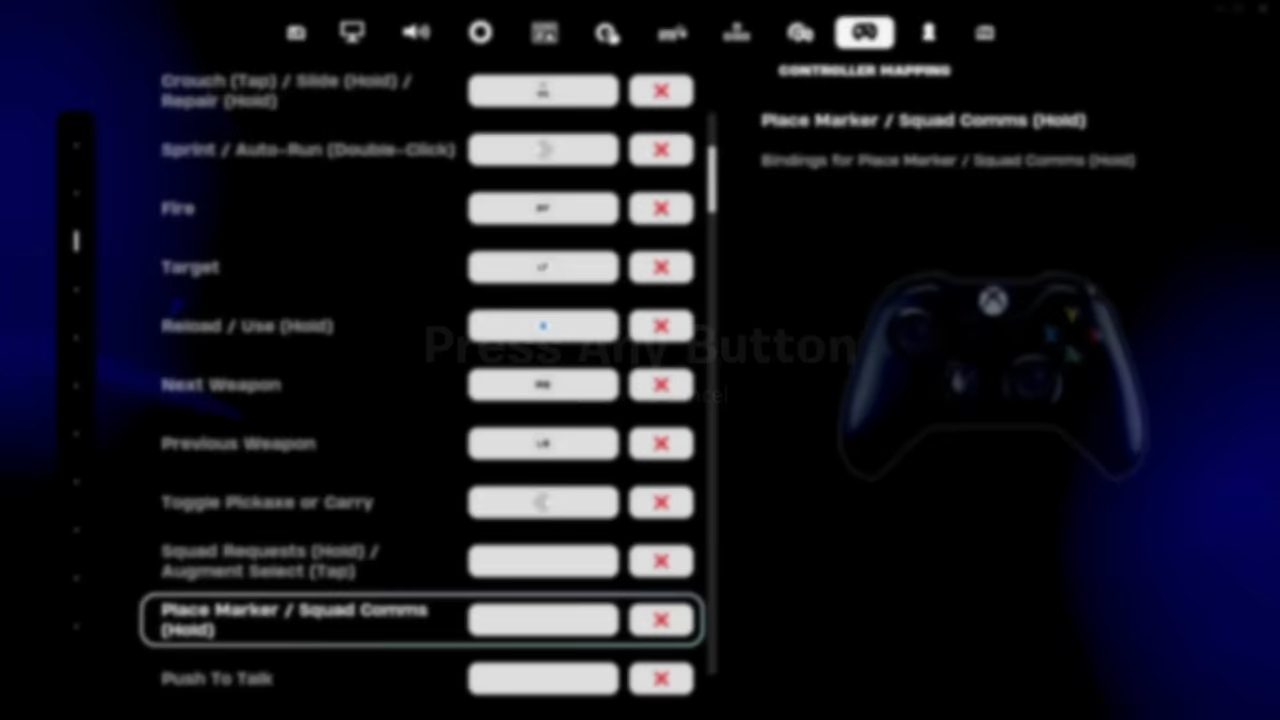 CONTROLLER MAPPING
Crouch (Tap) / Slide (Hold) /
Repair (Hold)
Sprint / Auto-Run (Double-Click)
Fire
Target
Reload / Use (Hold)
Next Weapon
Previous Weapon
Toggle Pickaxe or Carry
Squad Requests (Hold) /
Augment Select (Tap)
Place Marker / Squad Comms
(Hold)
Push To Talk
Place Marker / Squad Comms (Hold)
Bindings for Place Marker / Squad Comms (Hold)
Press Any Button